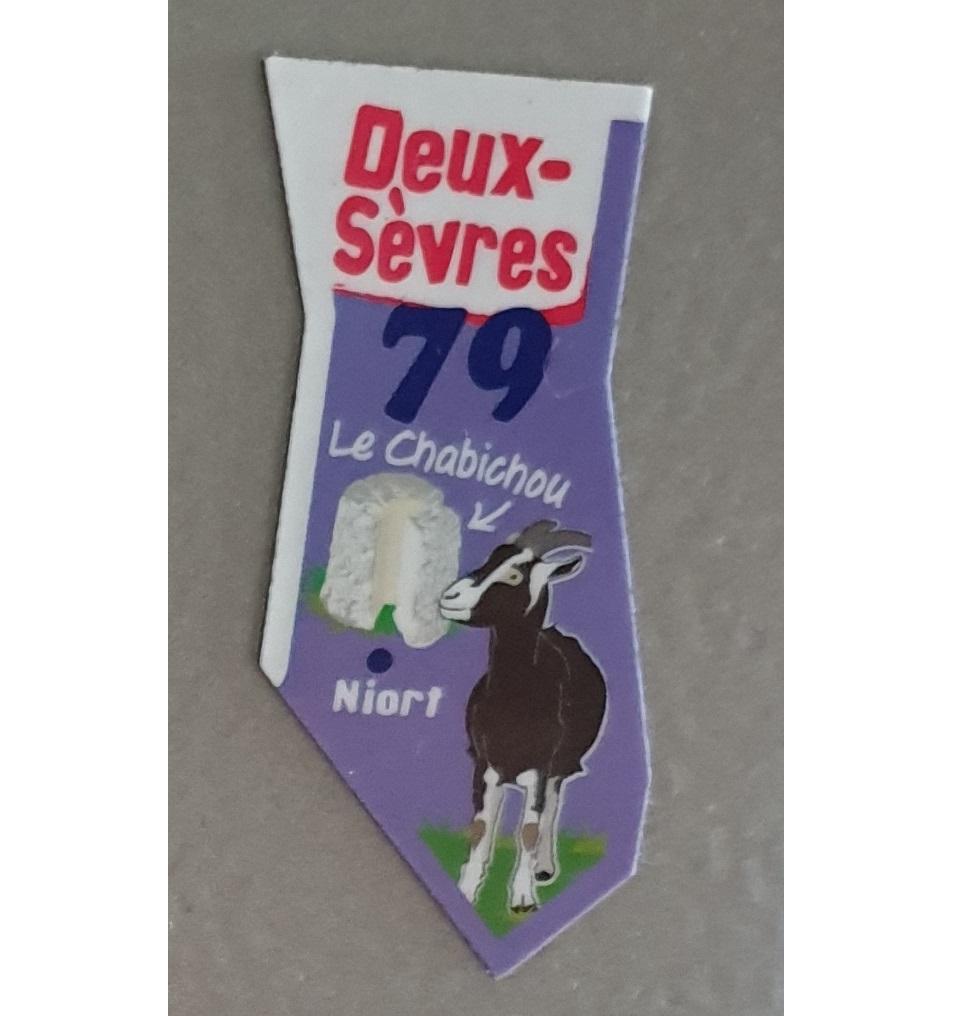 Deux-
Sèvres
79
Le Chabichou
Niort